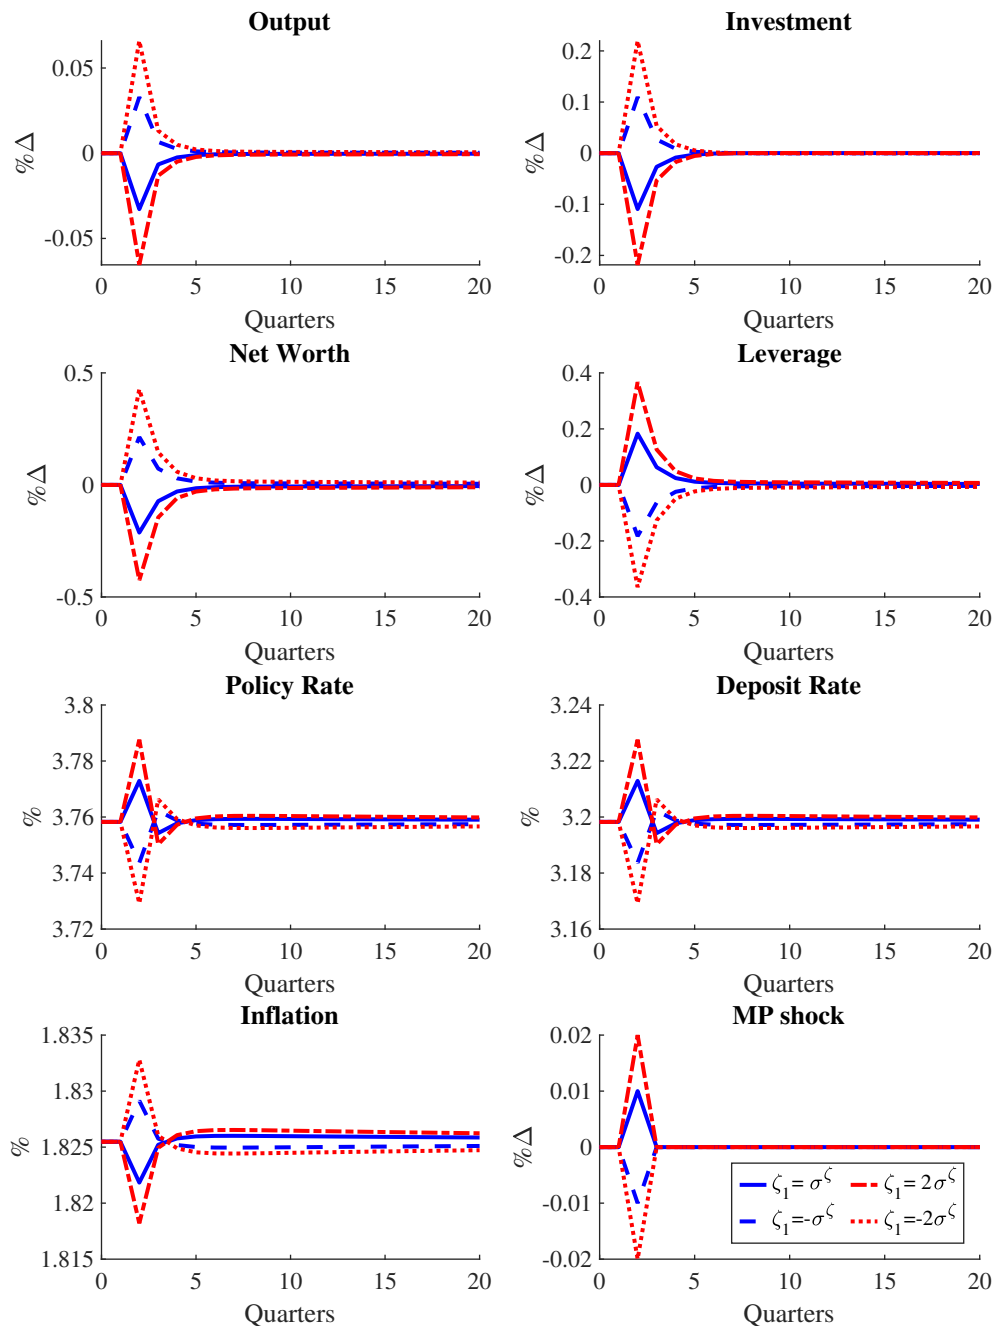 Output
%Δ
0.05
0
-0.05
0 5 10 15 20
Quarters
Investment
%Δ
0.2
0.1
0
-0.1
-0.2
0 5 10 15 20
Quarters
Net Worth
%Δ
0.5
0
-0.5
0 5 10 15 20
Quarters
Leverage
%Δ
0.4
0.2
0
-0.2
-0.4
0 5 10 15 20
Quarters
Policy Rate
%
3.8
3.78
3.76
3.74
3.72
0 5 10 15 20
Quarters
Deposit Rate
%
3.24
3.22
3.2
3.18
3.16
0 5 10 15 20
Quarters
Inflation
%
1.835
1.83
1.825
1.82
1.815
0 5 10 15 20
Quarters
MP shock
%Δ
0.02
0.01
0
-0.01
-0.02
0 5 10 15 20
Quarters
ζ₁= σ^ζ ζ₁= 2σ^ζ
ζ₁=-σ^ζ ζ₁=-2σ^ζ